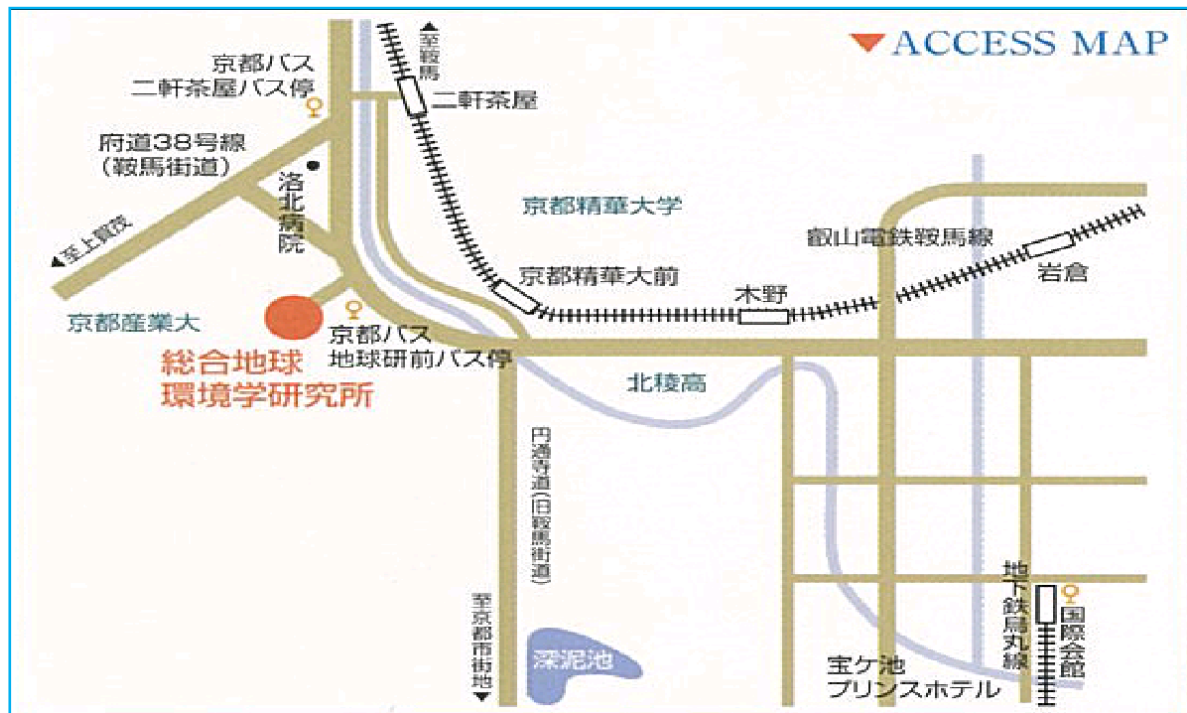 ▼ACCESS MAP
▲至鞍馬
京都バス
二軒茶屋バス停
二軒茶屋
府道38号線
(鞍馬街道)
洛北病院
▲至上賀茂
京都精華大学
叡山電鉄鞍馬線
岩倉
京都精華大前
木野
京都産業大
京都バス
地球研前バス停
総合地球
環境学研究所
北稜高
円通寺道(旧鞍馬街道)
至京都市街地▼
深泥池
地下鉄烏丸線
国際会館
宝ケ池
プリンスホテル